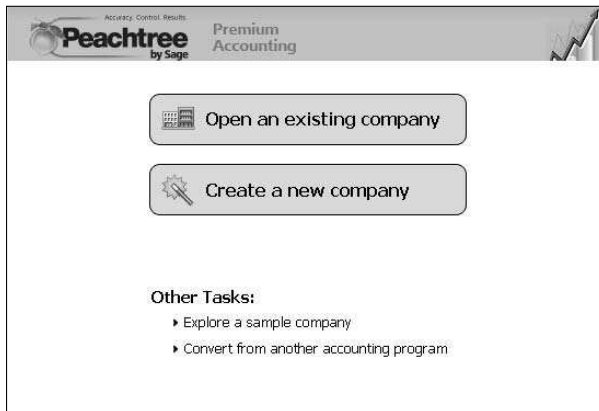 Accuracy. Control. Results.
Peachtree
by Sage
Premium
Accounting
Open an existing company
Create a new company
Other Tasks:
Explore a sample company
Convert from another accounting program